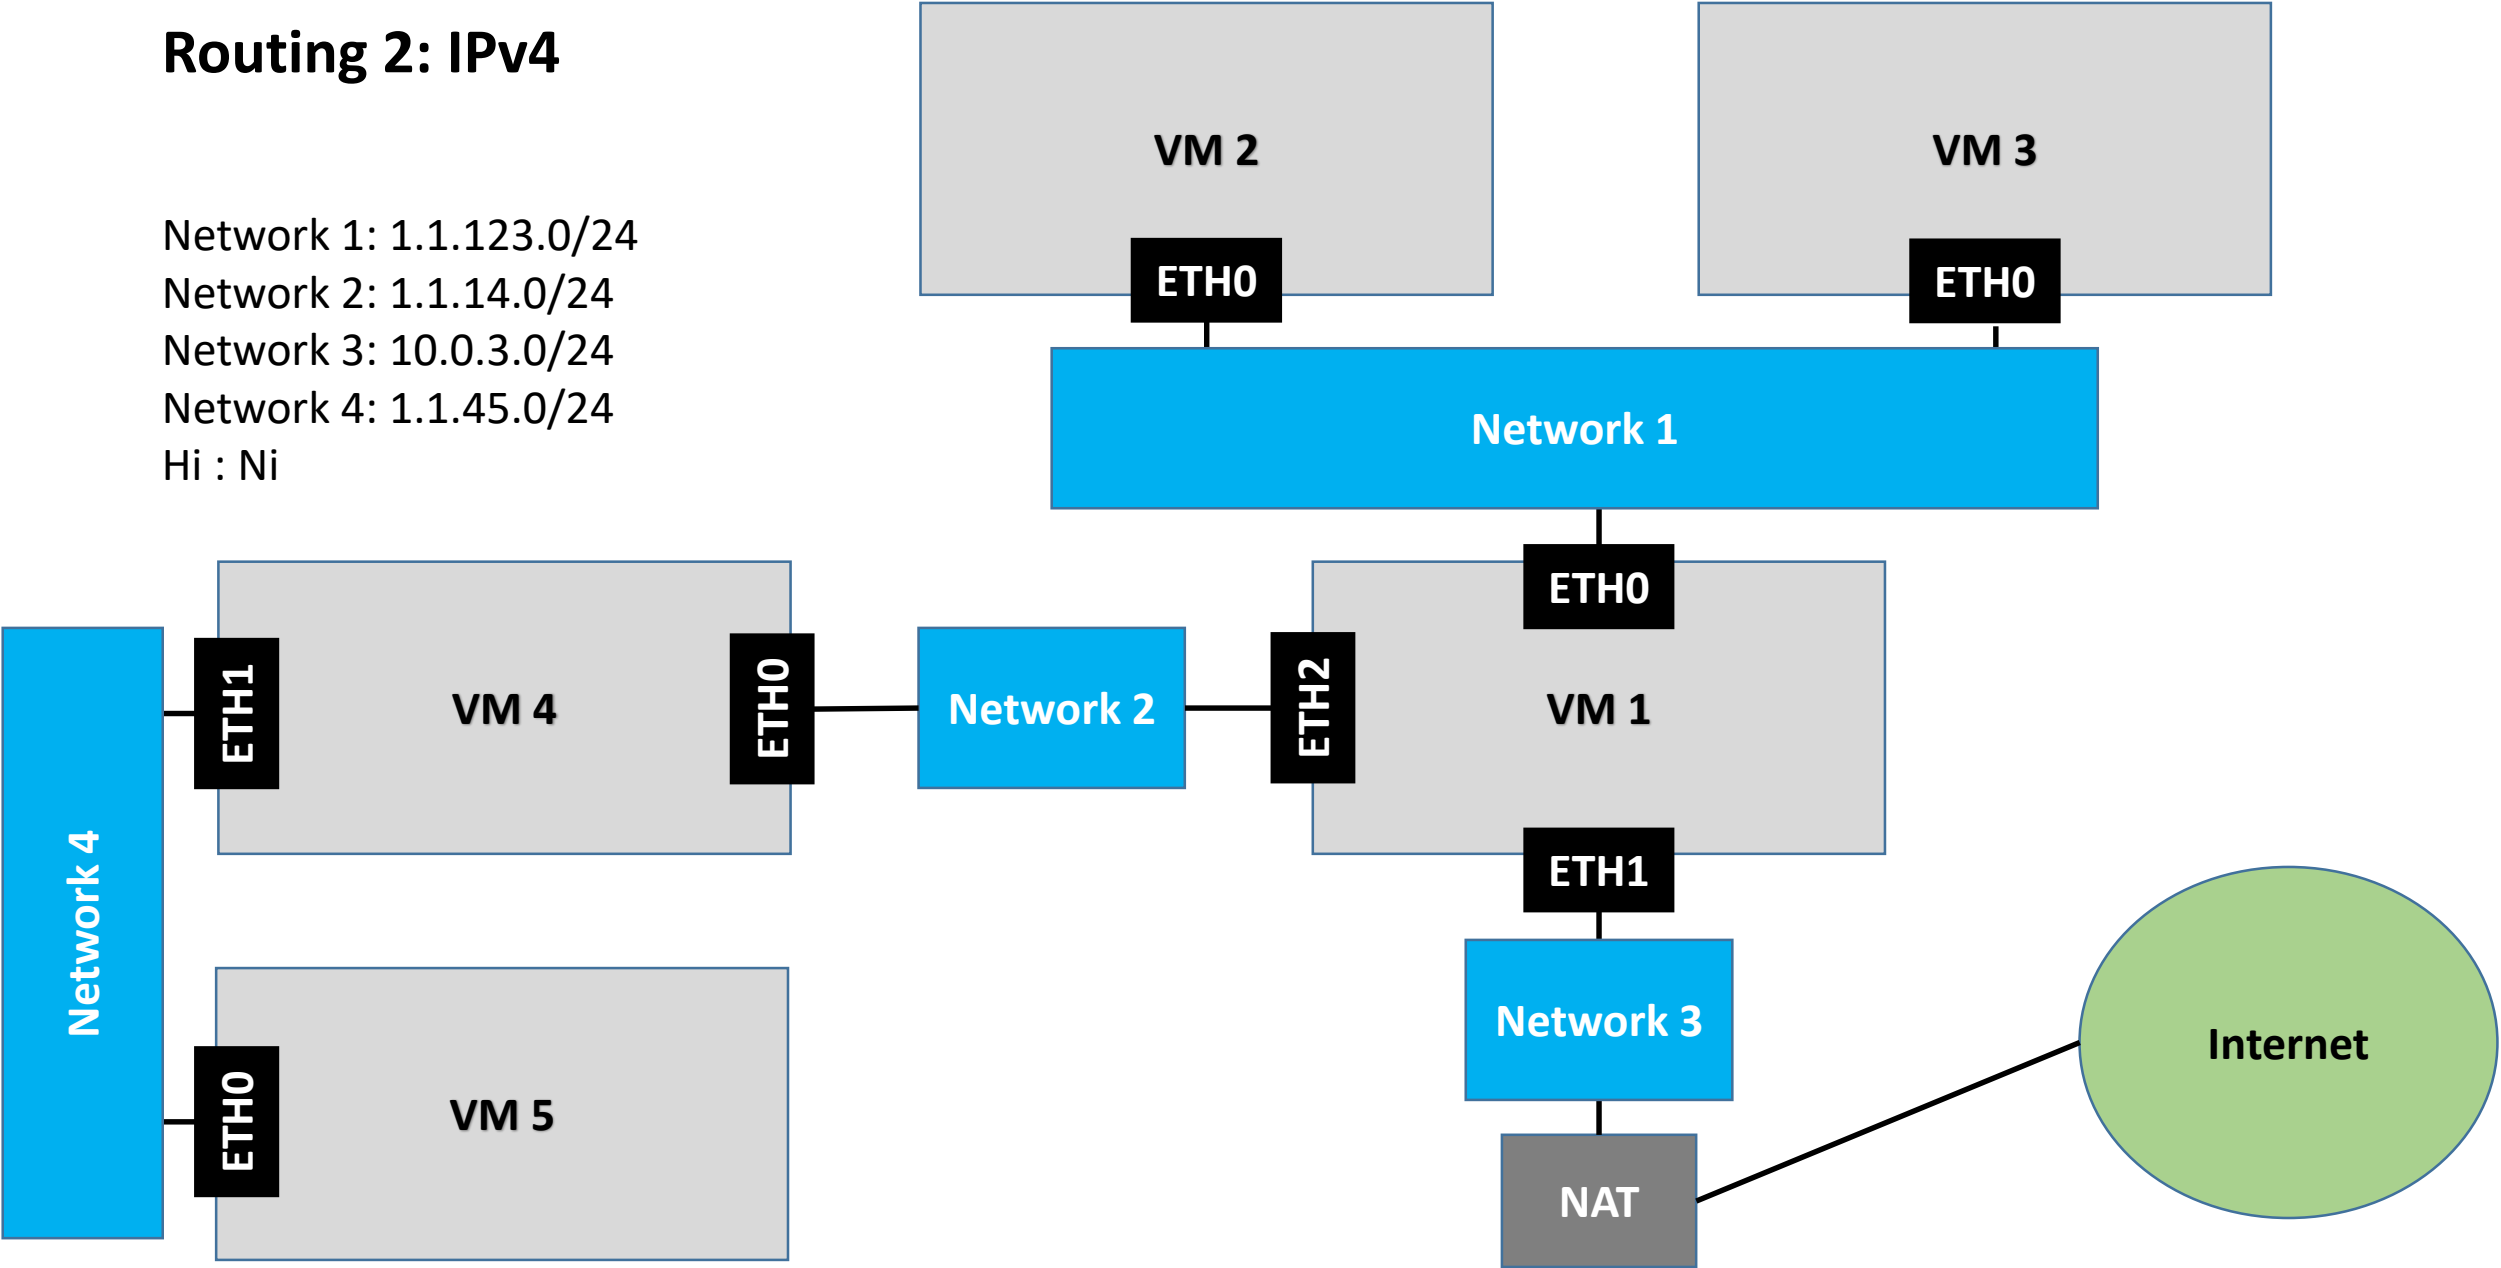 Routing 2: IPv4
Network 1: 1.1.123.0/24
Network 2: 1.1.14.0/24
Network 3: 10.0.3.0/24
Network 4: 1.1.45.0/24
Hi : Ni
VM 2
ETH0
VM 3
ETH0
Network 1
Network 4
ETH1
VM 4
ETH0
Network 2
ETH2
ETH0
VM 1
ETH1
ETH0
VM 5
Network 3
NAT
Internet